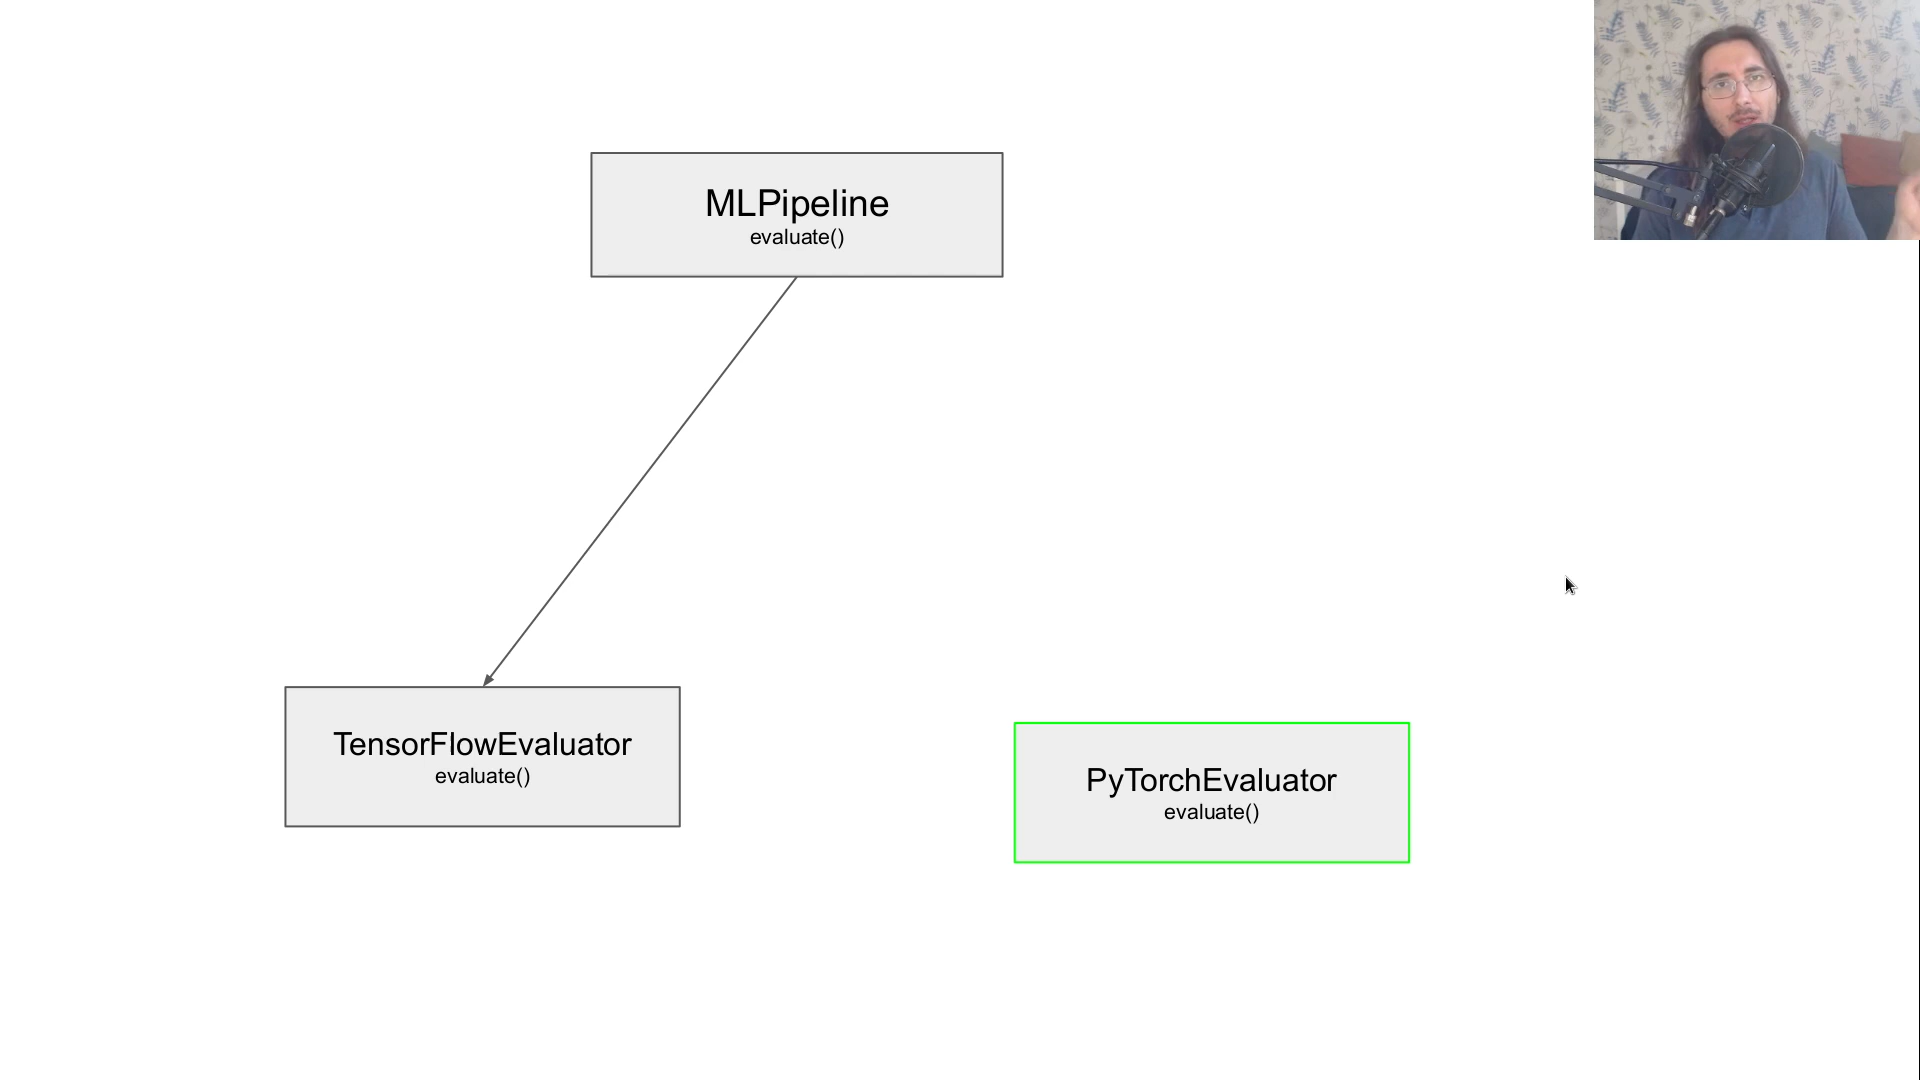 MLPipeline
evaluate()
TensorFlowEvaluator
evaluate()
PyTorchEvaluator
evaluate()